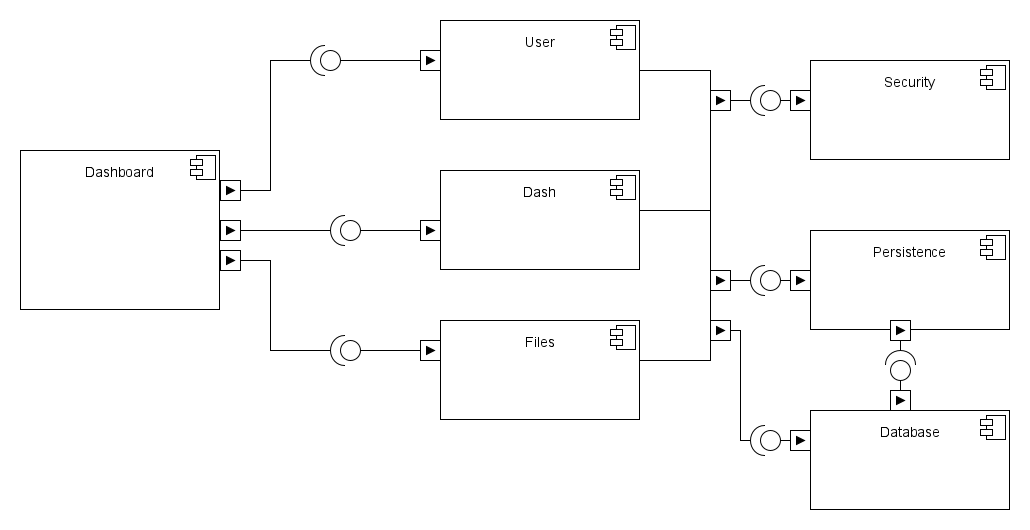 User
Security
Dashboard
Dash
Persistence
Files
Database